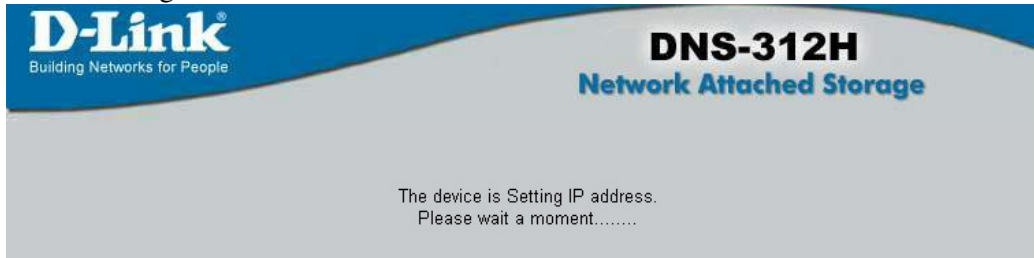 D-Link®
Building Networks for People
DNS-312H
Network Attached Storage
The device is Setting IP address.
Please wait a moment........